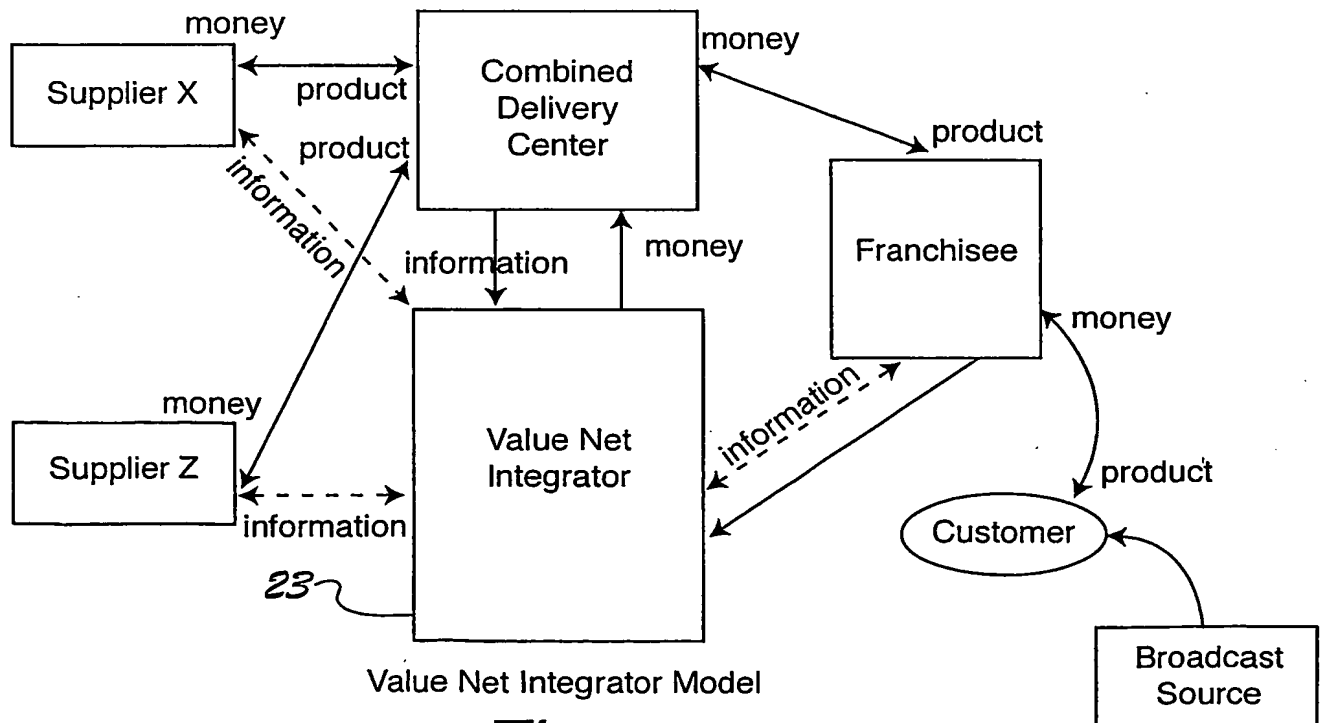 money
Supplier X
product
product
information
Combined
Delivery
Center
money
product
information
money
Franchisee
money
product
Customer
Broadcast
Source
money
Supplier Z
information
Value Net
Integrator
information
23
Value Net Integrator Model